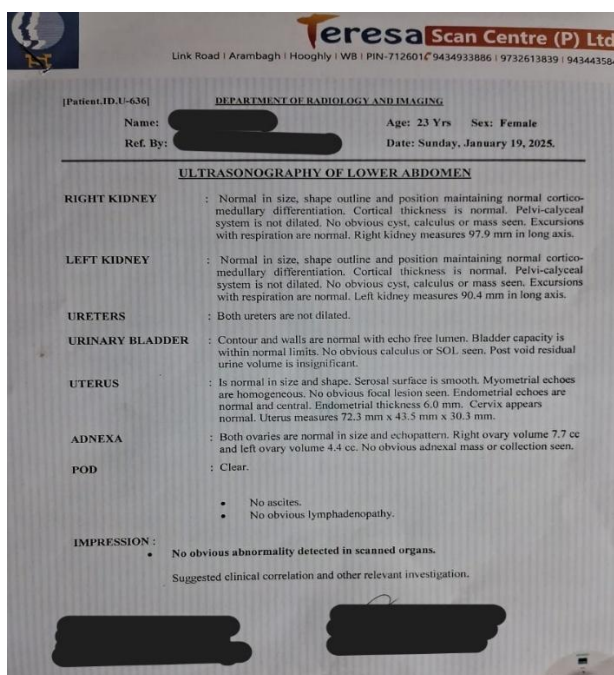 Teresa Scan Centre (P) Ltd
Link Road | Arambagh | Hooghly | WB | PIN-712601 9434933886 | 9732613839 | 943443584
[Patient.ID.U-636] DEPARTMENT OF RADIOLOGY AND IMAGING
Name: Age: 23 Yrs Sex: Female
Ref. By: Date: Sunday, January 19, 2025.
ULTRASONOGRAPHY OF LOWER ABDOMEN
RIGHT KIDNEY : Normal in size, shape outline and position maintaining normal cortico-
medullary differentiation. Cortical thickness is normal. Pelvi-calyceal
system is not dilated. No obvious cyst, calculus or mass seen. Excursions
with respiration are normal. Right kidney measures 97.9 mm in long axis.
LEFT KIDNEY : Normal in size, shape outline and position maintaining normal cortico-
medullary differentiation. Cortical thickness is normal. Pelvi-calyceal
system is not dilated. No obvious cyst, calculus or mass seen. Excursions
with respiration are normal. Left kidney measures 90.4 mm in long axis.
URETERS : Both ureters are not dilated.
URINARY BLADDER : Contour and walls are normal with echo free lumen. Bladder capacity is
within normal limits. No obvious calculus or SOL seen. Post void residual
urine volume is insignificant.
UTERUS : Is normal in size and shape. Serosal surface is smooth. Myometrial echoes
are homogeneous. No obvious focal lesion seen. Endometrial echoes are
normal and central. Endometrial thickness 6.0 mm. Cervix appears
normal. Uterus measures 72.3 mm x 43.5 mm x 30.3 mm.
ADNEXA : Both ovaries are normal in size and echopattern. Right ovary volume 7.7 cc
and left ovary volume 4.4 cc. No obvious adnexal mass or collection seen.
POD : Clear.
• No ascites.
• No obvious lymphadenopathy.
IMPRESSION :
• No obvious abnormality detected in scanned organs.
Suggested clinical correlation and other relevant investigation.